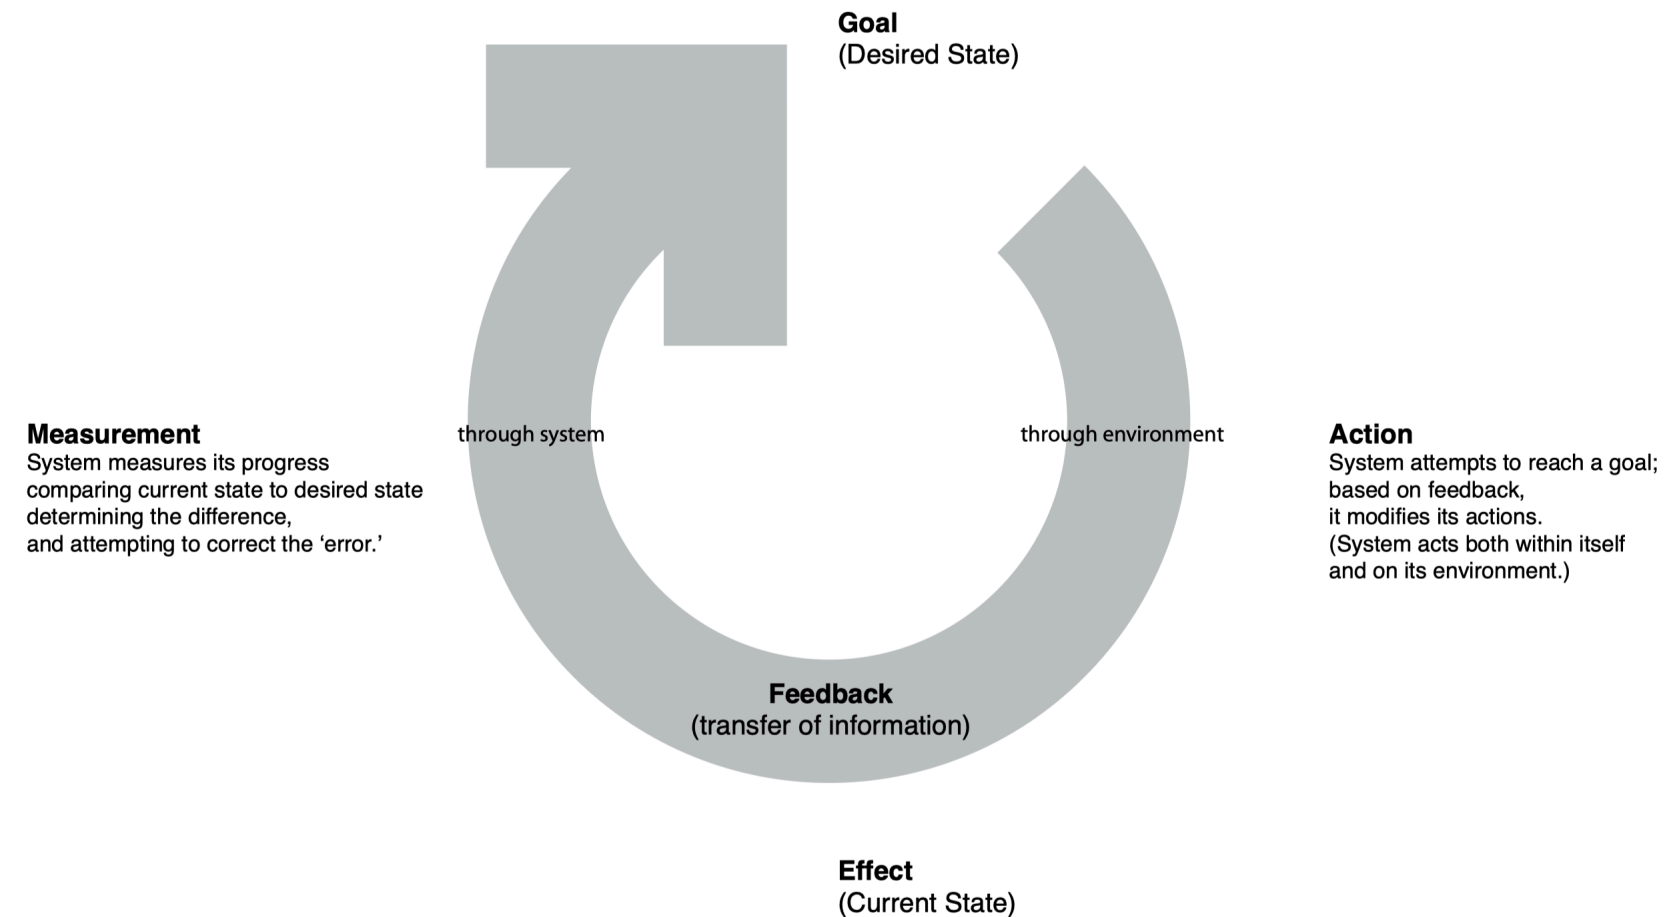 Goal
(Desired State)
Measurement
System measures its progress
comparing current state to desired state
determining the difference,
and attempting to correct the ‘error.’
through system
through environment
Action
System attempts to reach a goal;
based on feedback,
it modifies its actions.
(System acts both within itself
and on its environment.)
Feedback
(transfer of information)
Effect
(Current State)